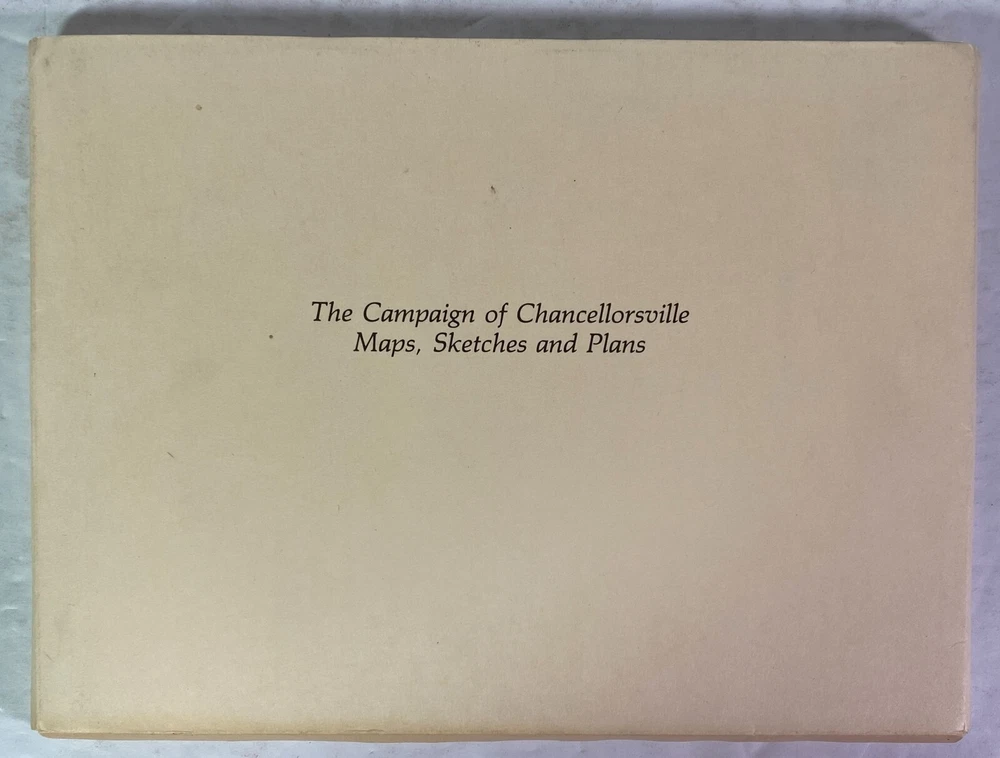 The Campaign of Chancellorsville
Maps, Sketches and Plans